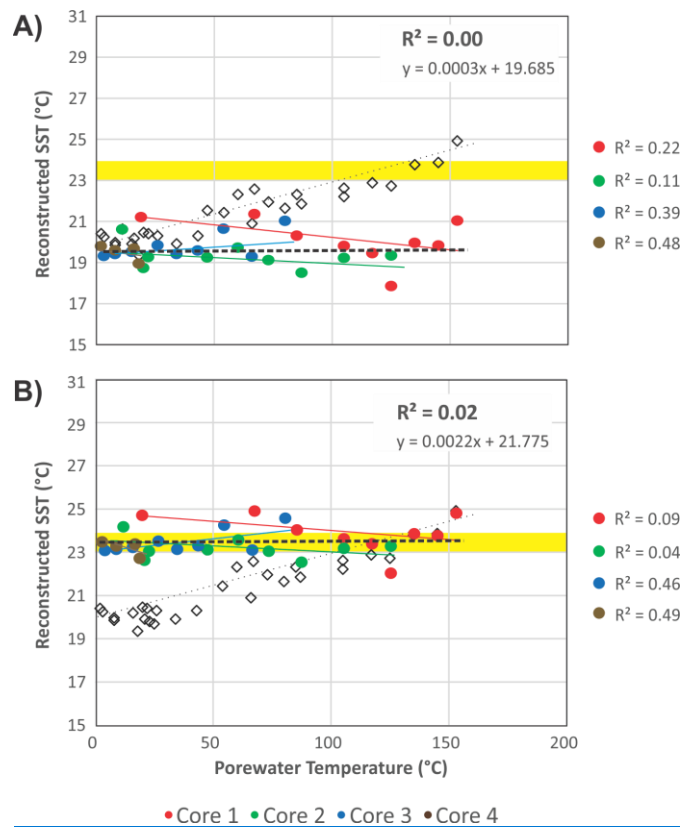 A)
31
29
27
25
23
21
19
17
15
Reconstructed SST (°C)
R² = 0.00
y = 0.0003x + 19.685
R² = 0.22
R² = 0.11
R² = 0.39
R² = 0.48
B)
31
29
27
25
23
21
19
17
15
Reconstructed SST (°C)
R² = 0.02
y = 0.0022x + 21.775
R² = 0.09
R² = 0.04
R² = 0.46
R² = 0.49
0 50 100 150 200
Porewater Temperature (°C)
Core 1 Core 2 Core 3 Core 4